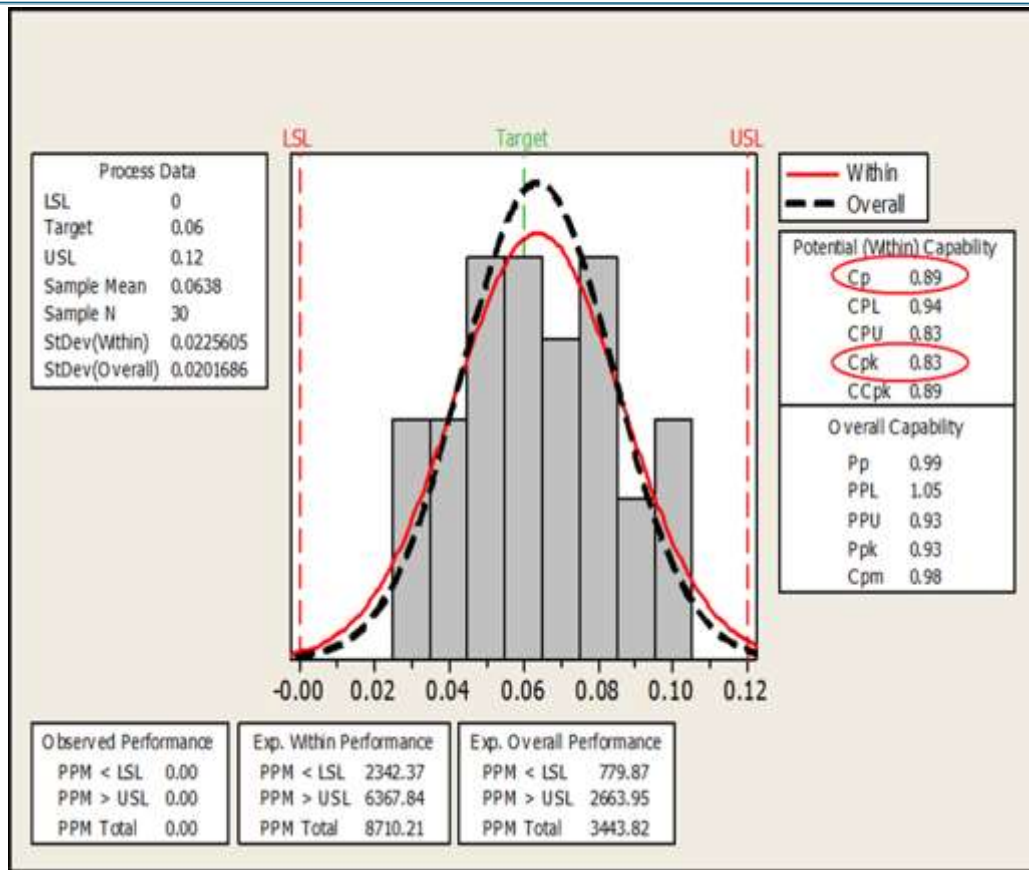 LSL Target USL
Process Data
LSL 0
Target 0.06
USL 0.12
Sample Mean 0.0638
Sample N 30
StDev(Within) 0.0225605
StDev(Overall) 0.0201686
Within
Overall
Potential (Within) Capability
Cp 0.89
CPL 0.94
CPU 0.83
Cpk 0.83
CCpk 0.89
Overall Capability
Pp 0.99
PPL 1.05
PPU 0.93
Ppk 0.93
Cpm 0.98
-0.00 0.02 0.04 0.06 0.08 0.10 0.12
Observed Performance
PPM < LSL 0.00
PPM > USL 0.00
PPM Total 0.00
Exp. Within Performance
PPM < LSL 2342.37
PPM > USL 6367.84
PPM Total 8710.21
Exp. Overall Performance
PPM < LSL 779.87
PPM > USL 2663.95
PPM Total 3443.82